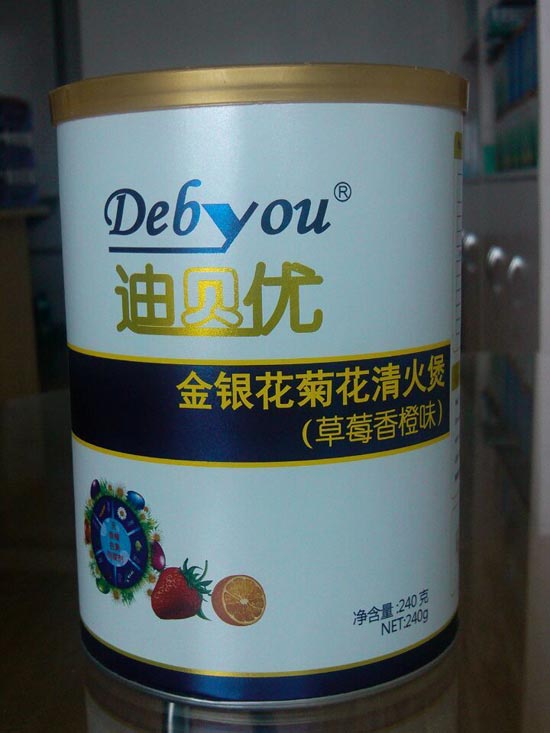 Debyou®
迪贝优
金银花菊花清火煲
(草莓香橙味)
净含量:240克
NET:240g